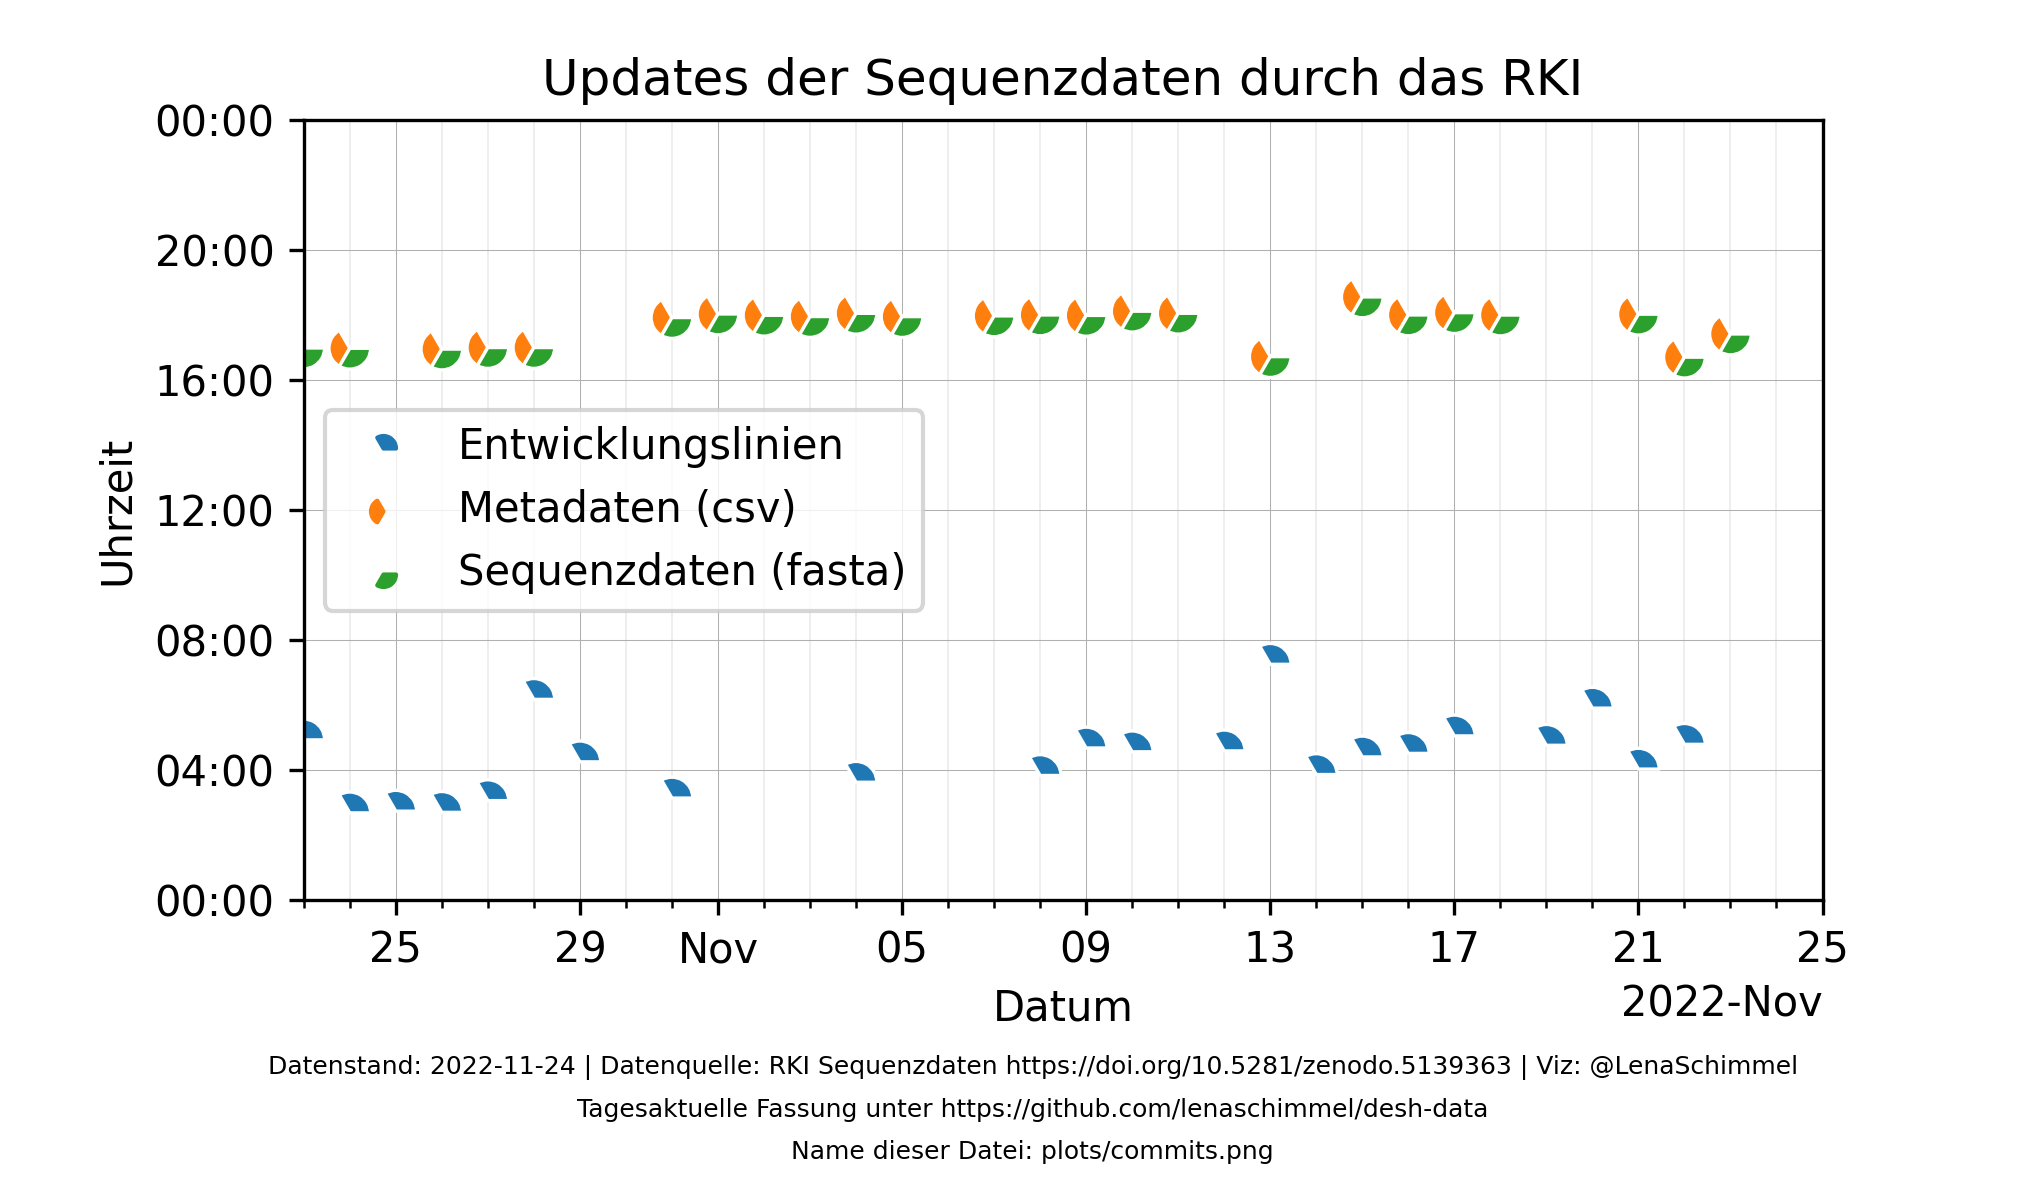 Updates der Sequenzdaten durch das RKI
00:00
20:00
16:00
12:00
08:00
04:00
00:00
Uhrzeit
Entwicklungslinien
Metadaten (csv)
Sequenzdaten (fasta)
25 29 Nov 05 09 13 17 21 25
Datum
2022-Nov
Datenstand: 2022-11-24 | Datenquelle: RKI Sequenzdaten https://doi.org/10.5281/zenodo.5139363 | Viz: @LenaSchimmel
Tagesaktuelle Fassung unter https://github.com/lenaschimmel/desh-data
Name dieser Datei: plots/commits.png